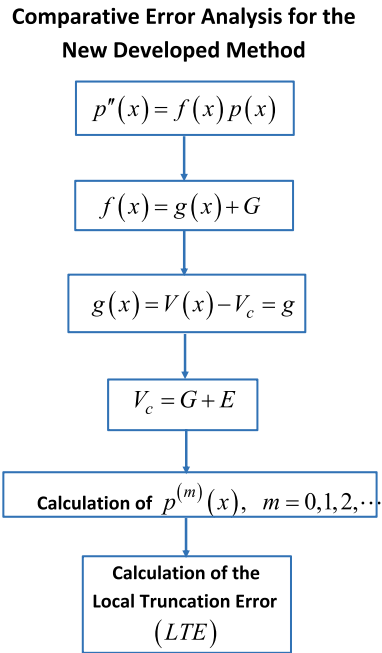 Comparative Error Analysis for the
New Developed Method
p″(x) = f(x)p(x)
f(x) = g(x)+G
g(x) = V(x)−V_c = g
V_c = G+E
Calculation of p^(m)(x), m = 0,1,2,⋯
Calculation of the
Local Truncation Error
(LTE)